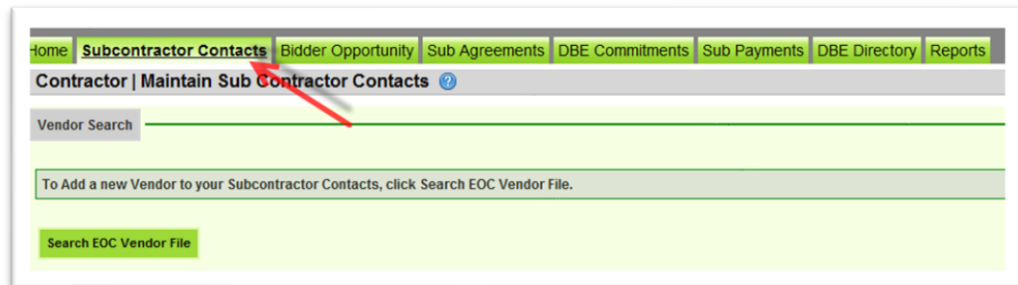 Home Subcontractor Contacts Bidder Opportunity Sub Agreements DBE Commitments Sub Payments DBE Directory Reports
Contractor | Maintain Sub Contractor Contacts ?
Vendor Search
To Add a new Vendor to your Subcontractor Contacts, click Search EOC Vendor File.
Search EOC Vendor File